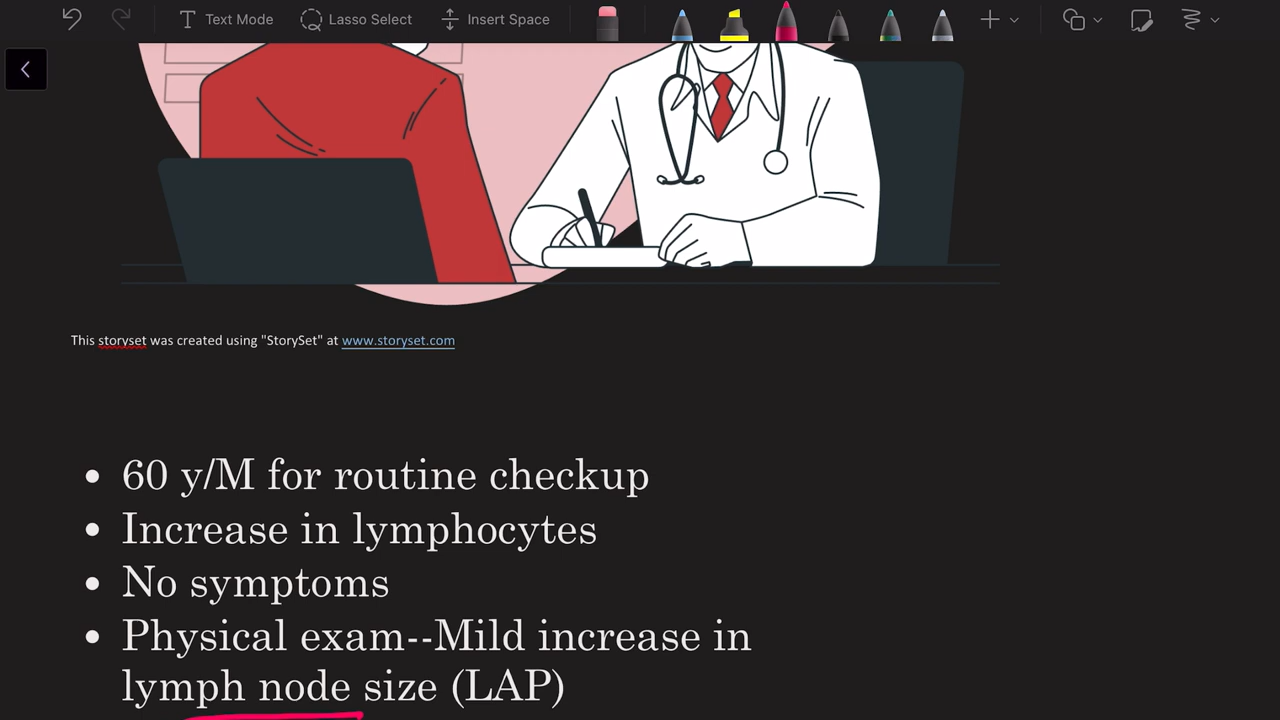 Text Mode
Lasso Select
Insert Space
This storyset was created using "StorySet" at www.storyset.com
• 60 y/M for routine checkup
• Increase in lymphocytes
• No symptoms
• Physical exam--Mild increase in
lymph node size (LAP)